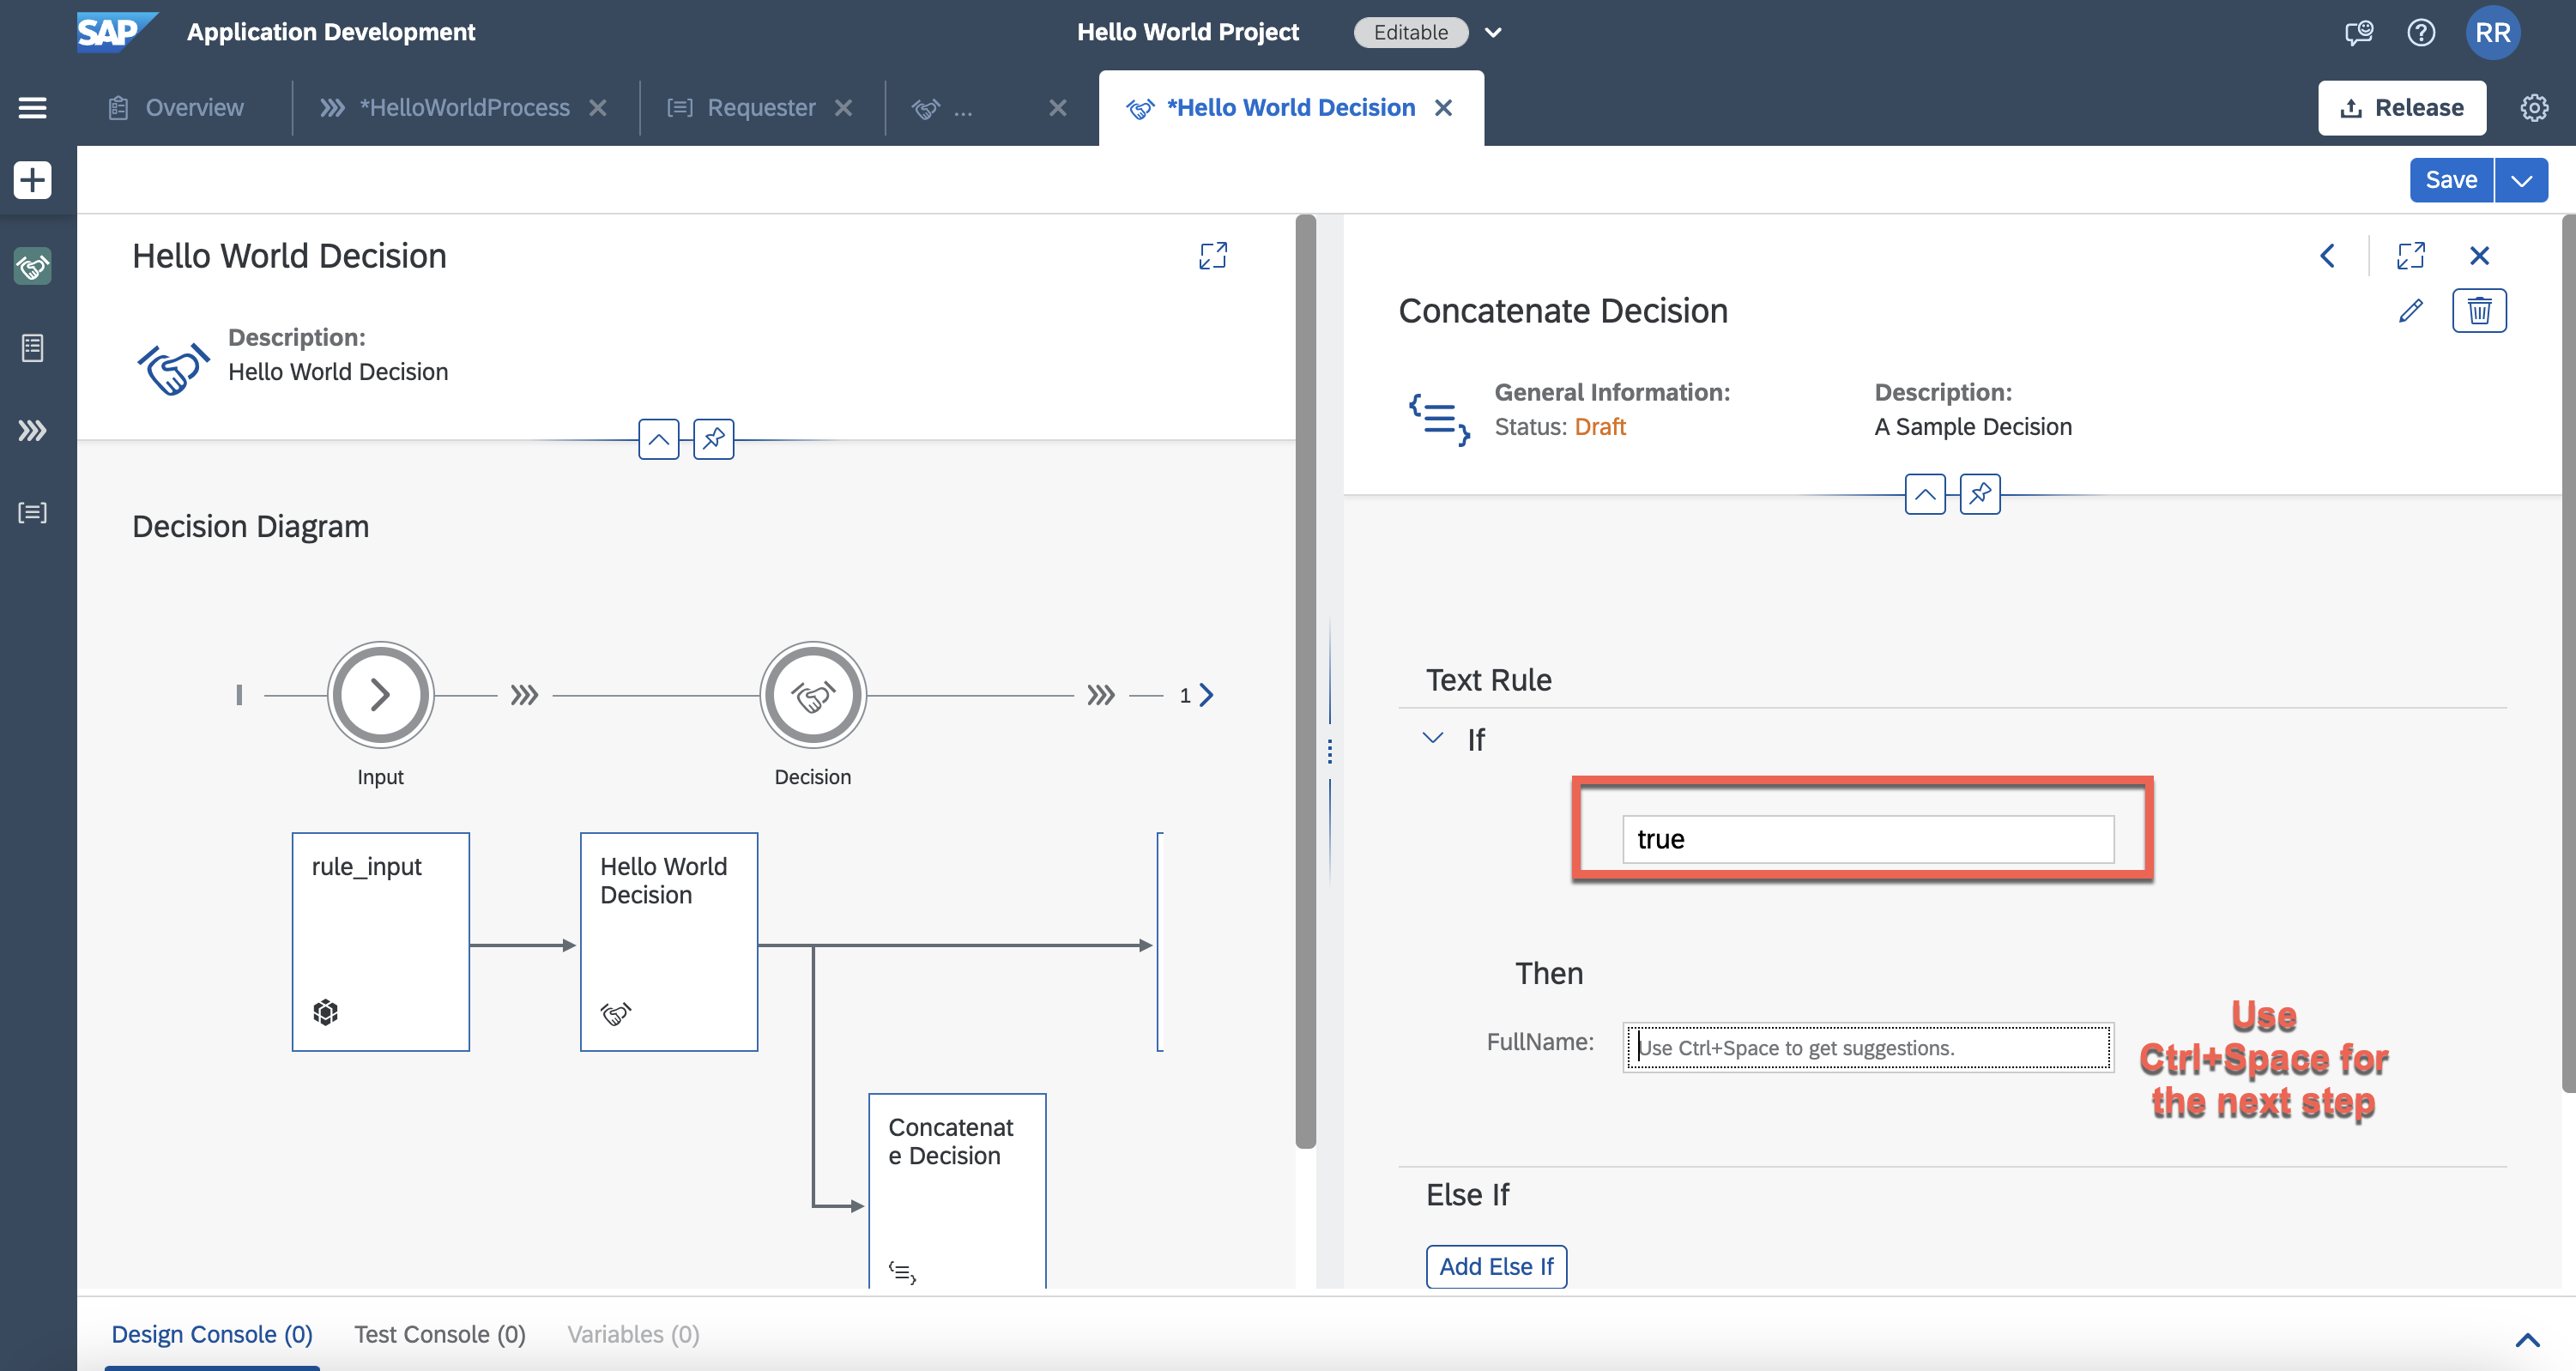 SAP
Application Development
Hello World Project
Editable
RR
Overview
*HelloWorldProcess
Requester
...
*Hello World Decision
Release
Save
Hello World Decision
Description:
Hello World Decision
Decision Diagram
1
Input
Decision
rule_input
Hello World
Decision
Concatenat
e Decision
Concatenate Decision
General Information:
Status: Draft
Description:
A Sample Decision
Text Rule
If
true
Then
FullName:
Use Ctrl+Space to get suggestions.
Use
Ctrl+Space for
the next step
Else If
Add Else If
Design Console (0)
Test Console (0)
Variables (0)